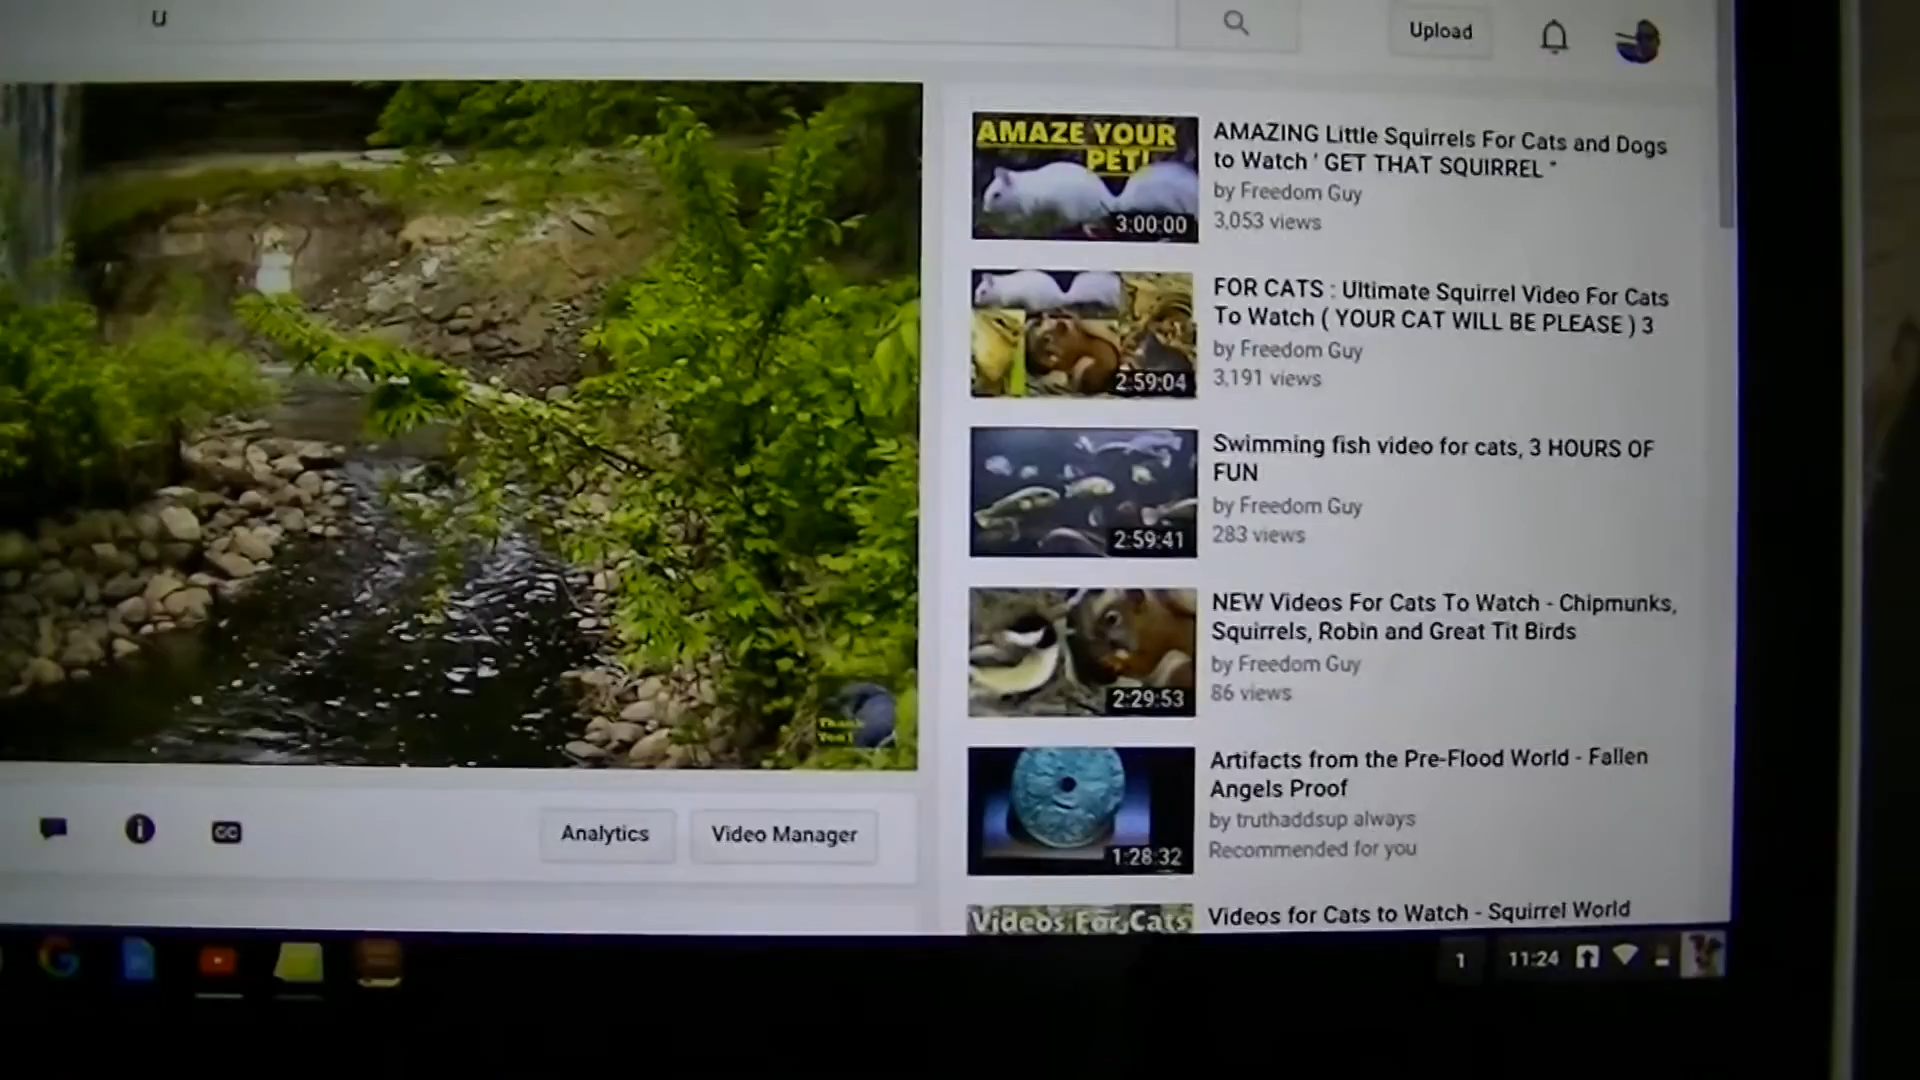 u
Upload
AMAZE YOUR
PET!
3:00:00
AMAZING Little Squirrels For Cats and Dogs
to Watch ' GET THAT SQUIRREL "
by Freedom Guy
3,053 views
2:59:04
FOR CATS : Ultimate Squirrel Video For Cats
To Watch ( YOUR CAT WILL BE PLEASE ) 3
by Freedom Guy
3,191 views
2:59:41
Swimming fish video for cats, 3 HOURS OF
FUN
by Freedom Guy
283 views
2:29:53
NEW Videos For Cats To Watch - Chipmunks,
Squirrels, Robin and Great Tit Birds
by Freedom Guy
86 views
Thank
You!
1:28:32
Artifacts from the Pre-Flood World - Fallen
Angels Proof
by truthaddsup always
Recommended for you
CC
Analytics
Video Manager
Videos For Cats
Videos for Cats to Watch - Squirrel World
G
1
11:24